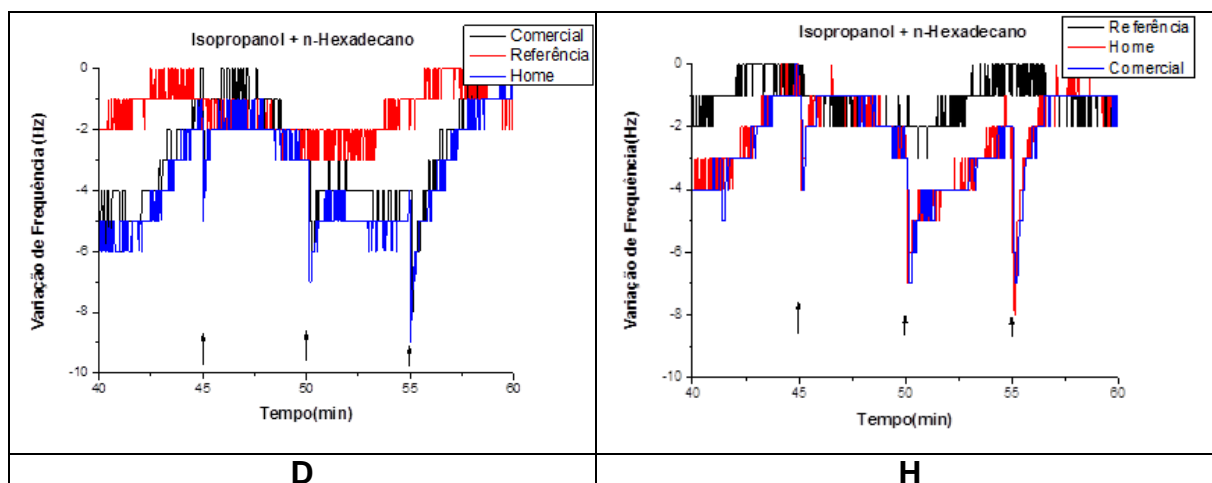 Isopropanol + n-Hexadecano
Comercial
Referência
Home
Variação de Frequência(Hz)
0
-2
-4
-6
-8
-10
40
45
50
55
60
Tempo(min)
D
Isopropanol + n-Hexadecano
Referência
Home
Comercial
Variação de Frequência(Hz)
0
-2
-4
-6
-8
-10
40
45
50
55
60
Tempo(min)
H